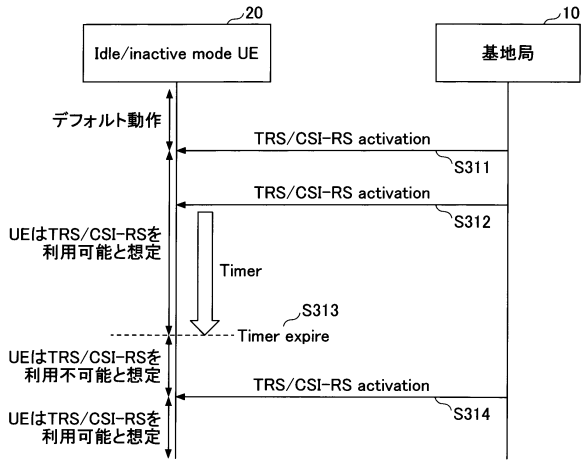 20
10
Idle/inactive mode UE
基地局
デフォルト動作
TRS/CSI-RS activation
S311
TRS/CSI-RS activation
S312
UEはTRS/CSI-RSを
利用可能と想定
Timer
S313
Timer expire
UEはTRS/CSI-RSを
利用不可能と想定
TRS/CSI-RS activation
S314
UEはTRS/CSI-RSを
利用可能と想定